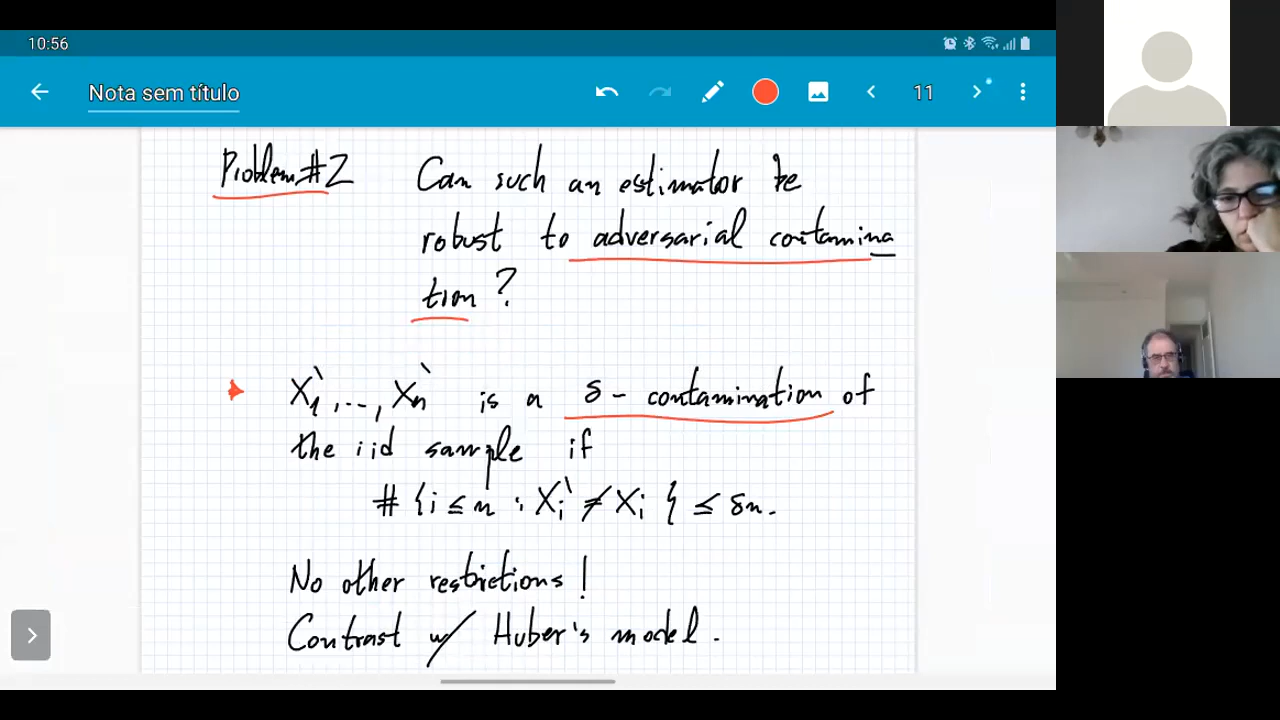 10:56
Nota sem título
11
Problem #2 Can such an estimator be
robust to adversarial contamina
tion?
X₁`, ..., Xₙ` is a δ- contamination of
the iid sample if
# {i ≤ n : Xᵢ` ≠ Xᵢ } ≤ δn.
No other restrictions!
Contrast w/ Huber's model.